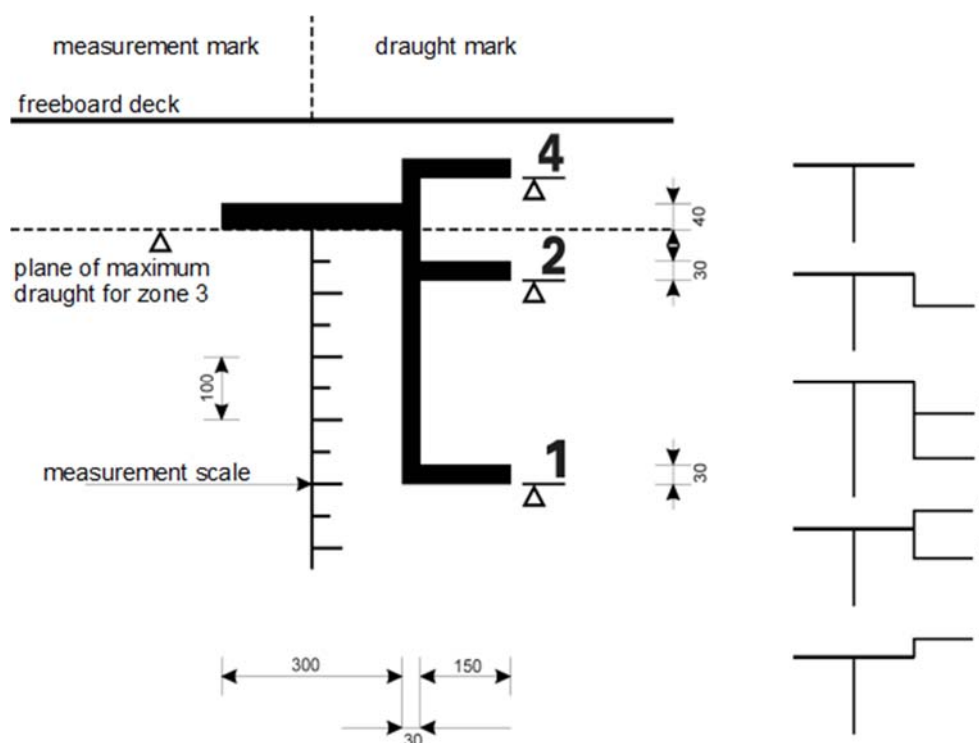 measurement mark
draught mark
freeboard deck
4
40
plane of maximum
draught for zone 3
2
30
100
1
measurement scale
30
300
150
30